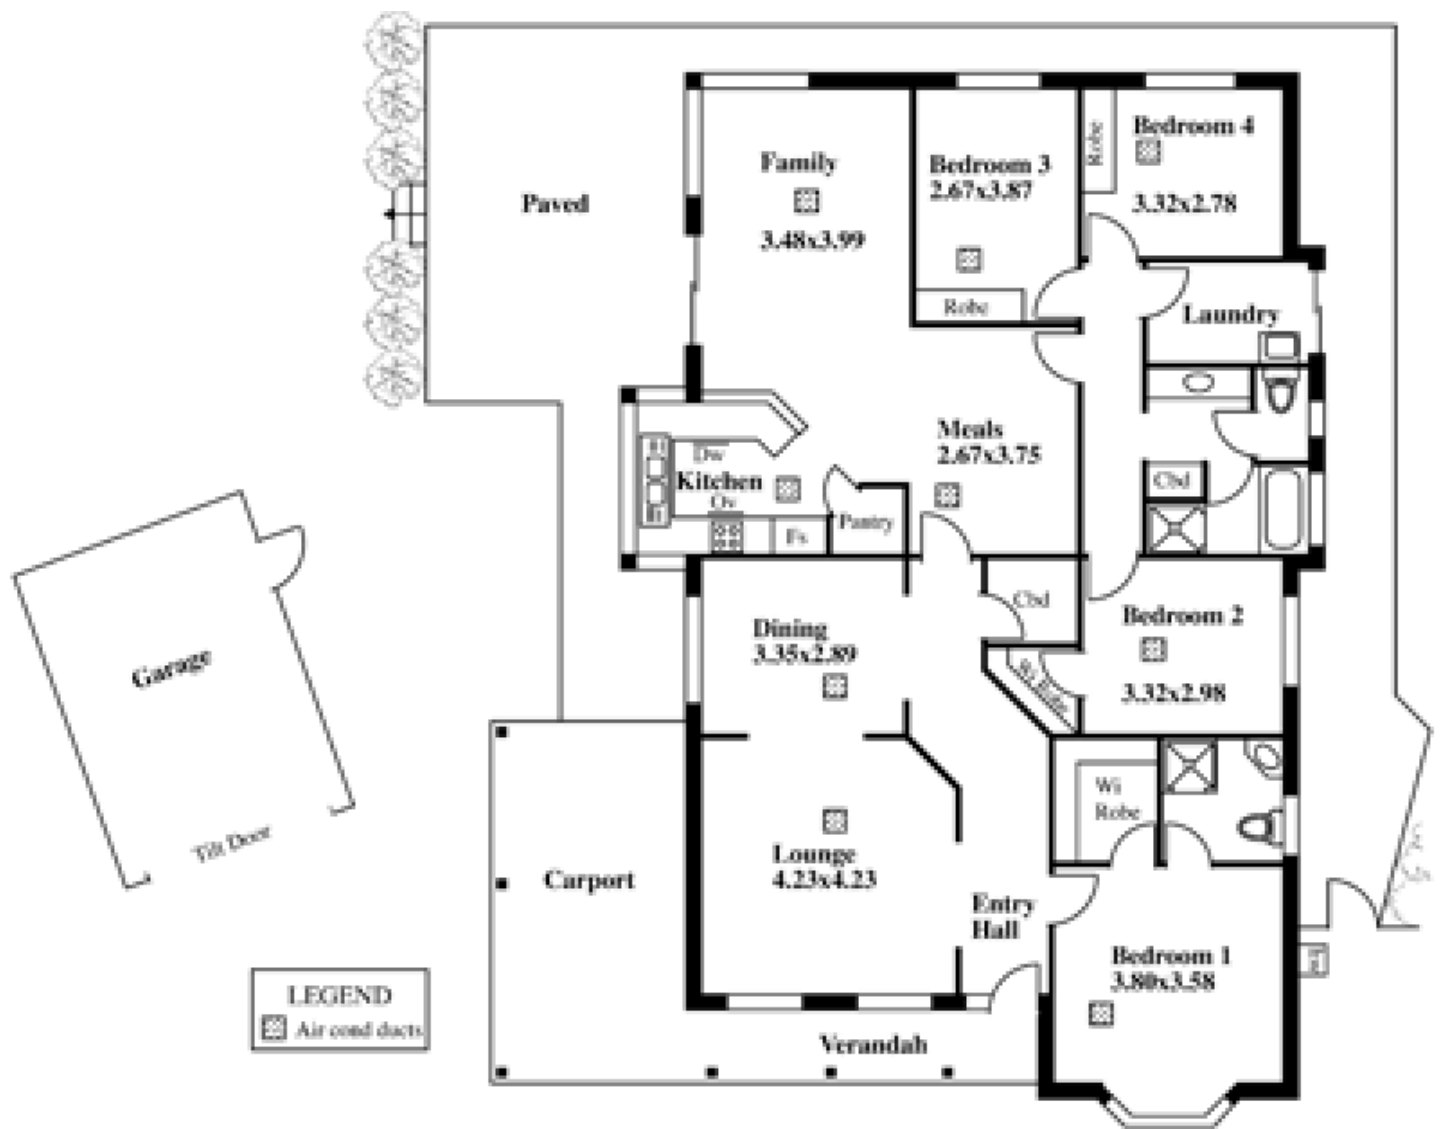 Paved
Family
3.48x3.99
Bedroom 3
2.67x3.87
Robe
Robe
Bedroom 4
3.32x2.78
Laundry
Meals
2.67x3.75
Dw
Kitchen
Ov
Fs
Pantry
Cbd
Garage
Tilt Door
Dining
3.35x2.89
Cbd
Wi Robe
Bedroom 2
3.32x2.98
Wi
Robe
Lounge
4.23x4.23
Carport
Entry
Hall
Bedroom 1
3.80x3.58
Verandah
LEGEND
Air cond ducts